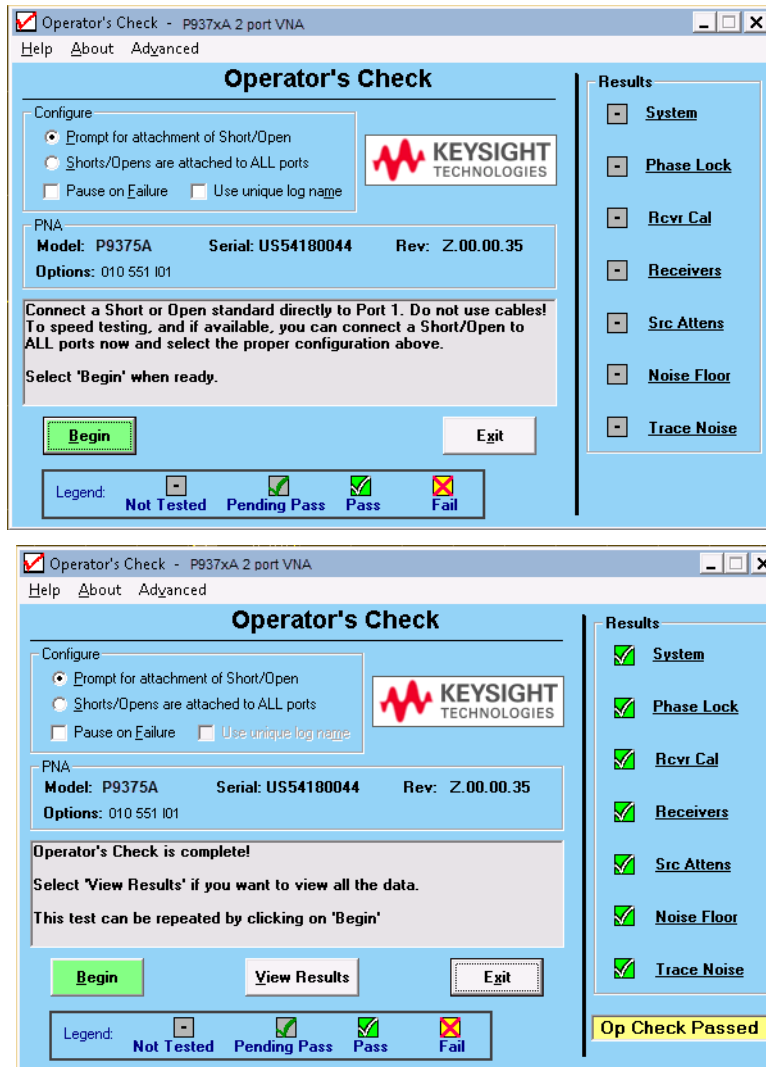 Operator's Check - P937xA 2 port VNA
Help About Advanced
Operator's Check
Configure
Prompt for attachment of Short/Open
Shorts/Opens are attached to ALL ports
Pause on Failure Use unique log name
KEYSIGHT
TECHNOLOGIES
PNA
Model: P9375A Serial: US54180044 Rev: Z.00.00.35
Options: 010 551 I01
Connect a Short or Open standard directly to Port 1. Do not use cables!
To speed testing, and if available, you can connect a Short/Open to
ALL ports now and select the proper configuration above.
Select 'Begin' when ready.
Begin Exit
Legend: Not Tested Pending Pass Pass Fail
Results
System
Phase Lock
Rcvr Cal
Receivers
Src Attens
Noise Floor
Trace Noise
Operator's Check - P937xA 2 port VNA
Help About Advanced
Operator's Check
Configure
Prompt for attachment of Short/Open
Shorts/Opens are attached to ALL ports
Pause on Failure Use unique log name
KEYSIGHT
TECHNOLOGIES
PNA
Model: P9375A Serial: US54180044 Rev: Z.00.00.35
Options: 010 551 I01
Operator's Check is complete!
Select 'View Results' if you want to view all the data.
This test can be repeated by clicking on 'Begin'
Begin View Results Exit
Legend: Not Tested Pending Pass Pass Fail
Results
System
Phase Lock
Rcvr Cal
Receivers
Src Attens
Noise Floor
Trace Noise
Op Check Passed